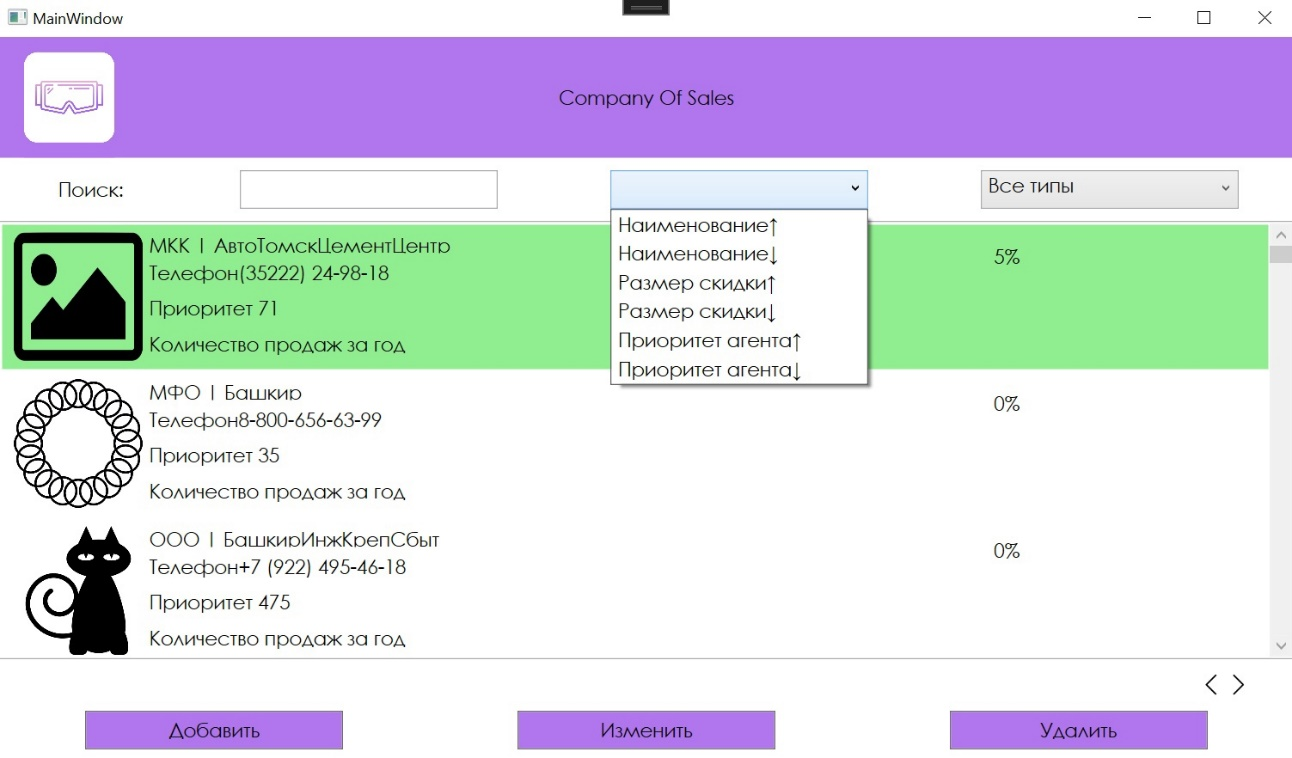 MainWindow
Company Of Sales
Поиск:
Все типы
Наименование↑
Наименование↓
Размер скидки↑
Размер скидки↓
Приоритет агента↑
Приоритет агента↓
МКК | АвтоТомскЦементЦентр
5%
Телефон(35222) 24-98-18
Приоритет 71
Количество продаж за год
МФО | Башкир
0%
Телефон8-800-656-63-99
Приоритет 35
Количество продаж за год
ООО | БашкирИнжКрепСбыт
0%
Телефон+7 (922) 495-46-18
Приоритет 475
Количество продаж за год
< >
Добавить
Изменить
Удалить